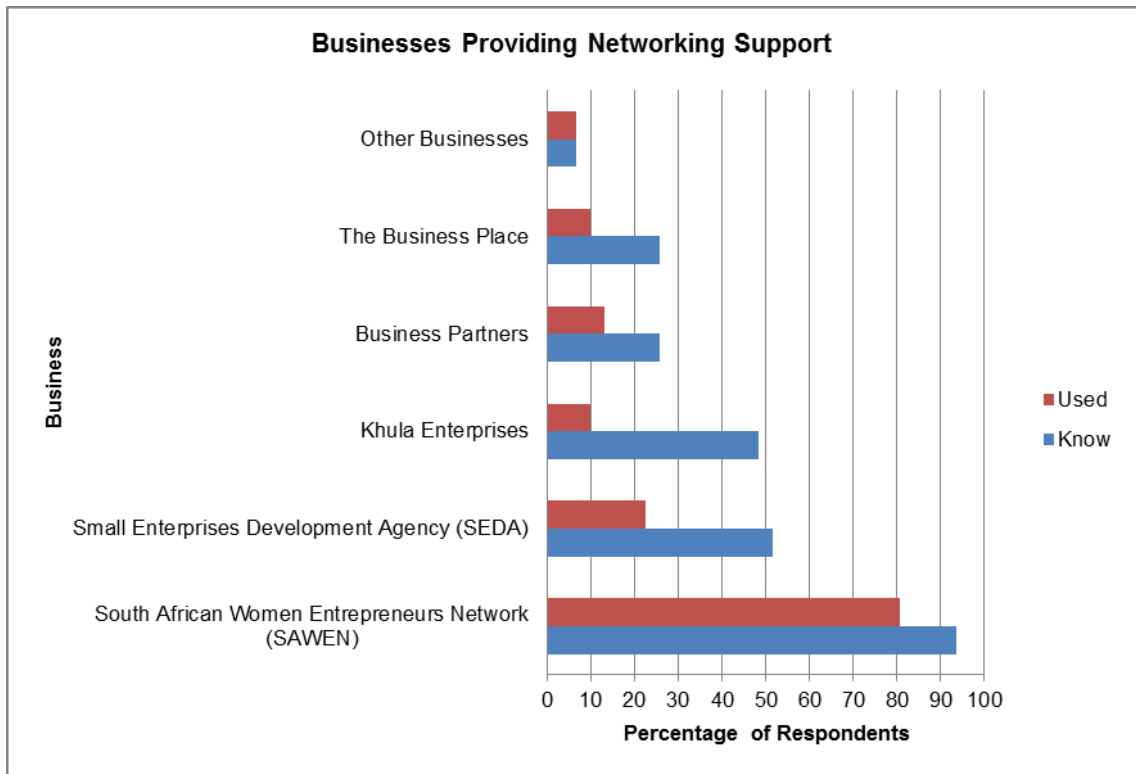 Businesses Providing Networking Support
Other Businesses
The Business Place
Business Partners
Khula Enterprises
Small Enterprises Development Agency (SEDA)
South African Women Entrepreneurs Network
(SAWEN)
Business
Used
Know
0 10 20 30 40 50 60 70 80 90 100
Percentage of Respondents